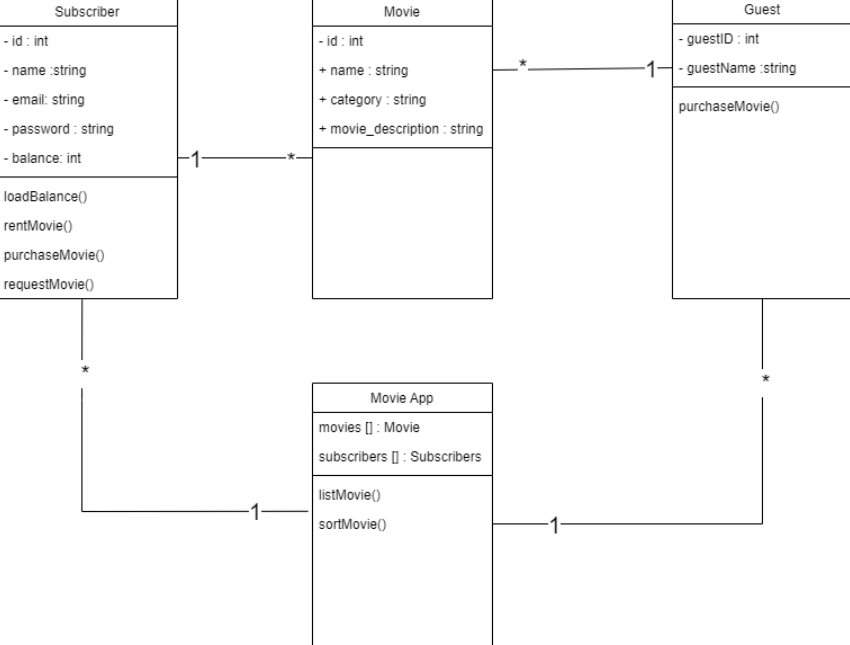 Subscriber
- id : int
- name :string
- email: string
- password : string
- balance: int
loadBalance()
rentMovie()
purchaseMovie()
requestMovie()
1
*
Movie
- id : int
+ name : string
+ category : string
+ movie_description : string
*
1
Guest
- guestID : int
- guestName :string
purchaseMovie()
*
1
Movie App
movies [] : Movie
subscribers [] : Subscribers
listMovie()
sortMovie()
1
*